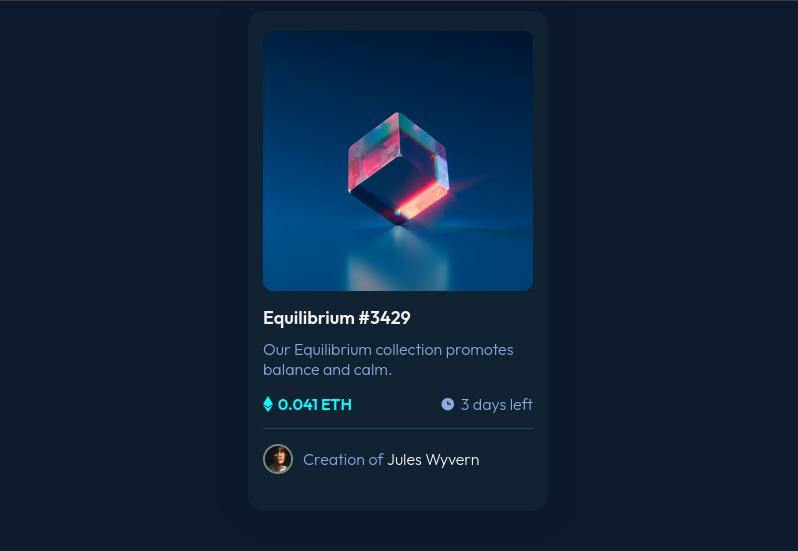 Equilibrium #3429
Our Equilibrium collection promotes
balance and calm.
0.041 ETH
3 days left
Creation of Jules Wyvern